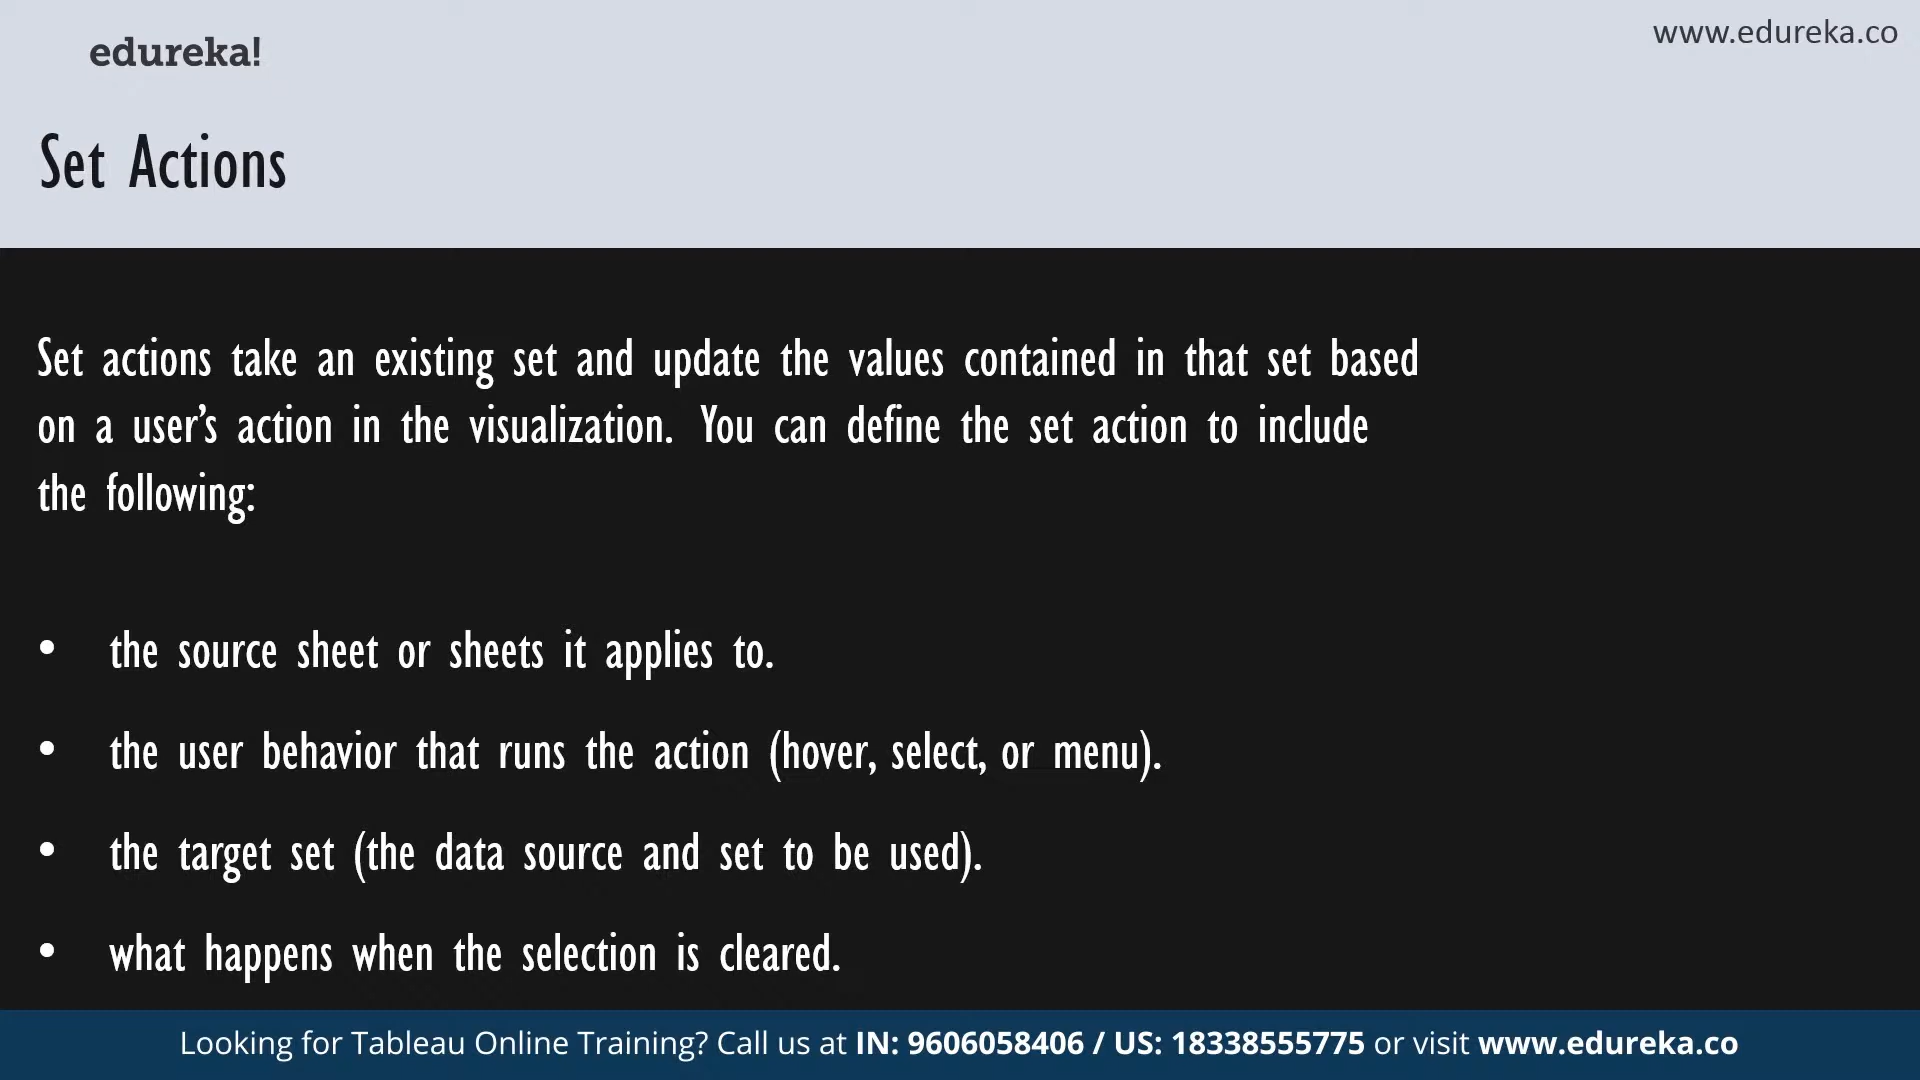 edureka!
www.edureka.co
Set Actions
Set actions take an existing set and update the values contained in that set based
on a user’s action in the visualization. You can define the set action to include
the following:
• the source sheet or sheets it applies to.
• the user behavior that runs the action (hover, select, or menu).
• the target set (the data source and set to be used).
• what happens when the selection is cleared.
Looking for Tableau Online Training? Call us at IN: 9606058406 / US: 18338555775 or visit www.edureka.co